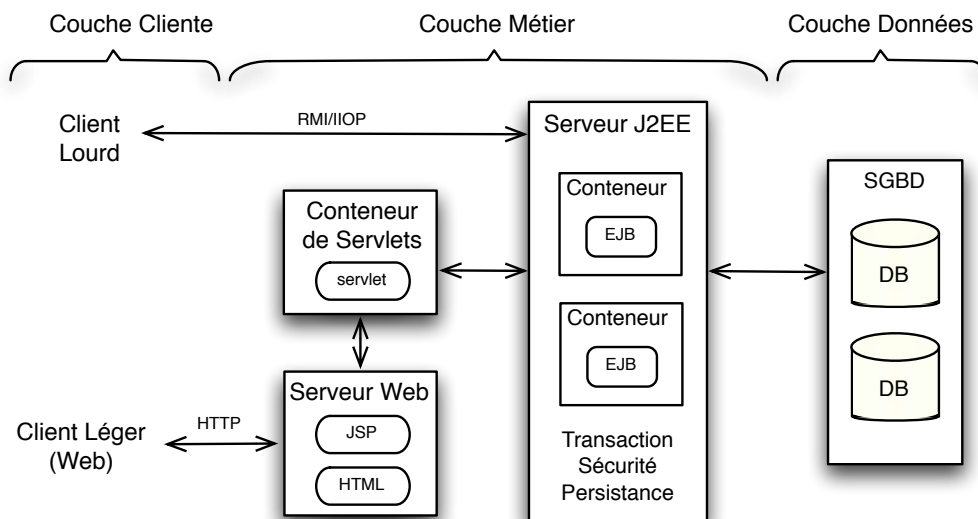 Couche Cliente
Couche Métier
Couche Données
Client
Lourd
RMI/IIOP
Serveur J2EE
Conteneur
EJB
Conteneur
EJB
Transaction
Sécurité
Persistance
Conteneur
de Servlets
servlet
Serveur Web
JSP
HTML
Client Léger
(Web)
HTTP
SGBD
DB
DB